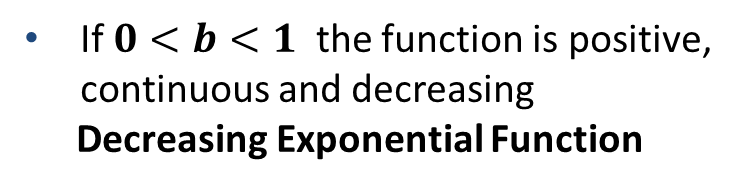 • If 0 < b < 1 the function is positive,
continuous and decreasing
Decreasing Exponential Function